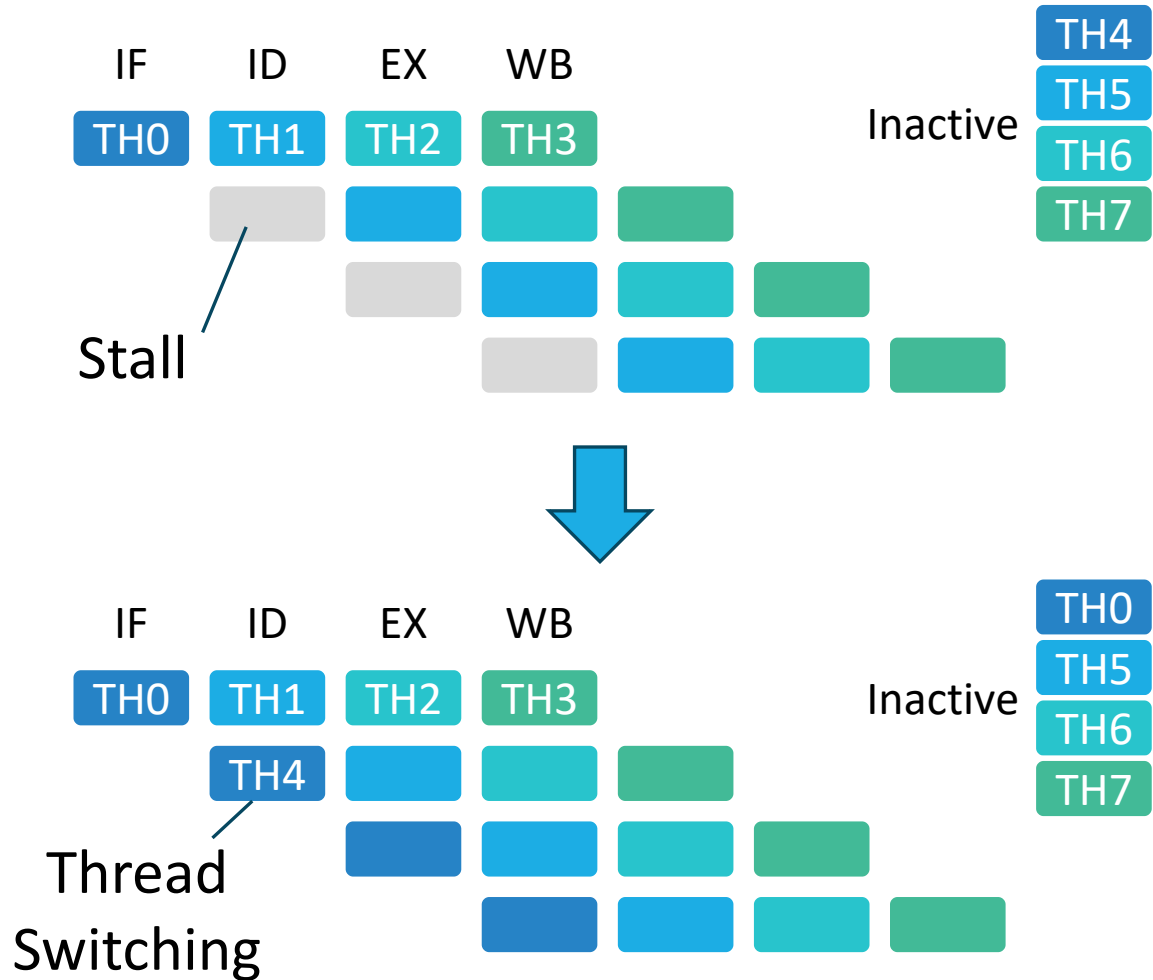 IF ID EX WB
TH0 TH1 TH2 TH3
Stall
Inactive
TH4
TH5
TH6
TH7
IF ID EX WB
TH0 TH1 TH2 TH3
TH4
Thread
Switching
Inactive
TH0
TH5
TH6
TH7